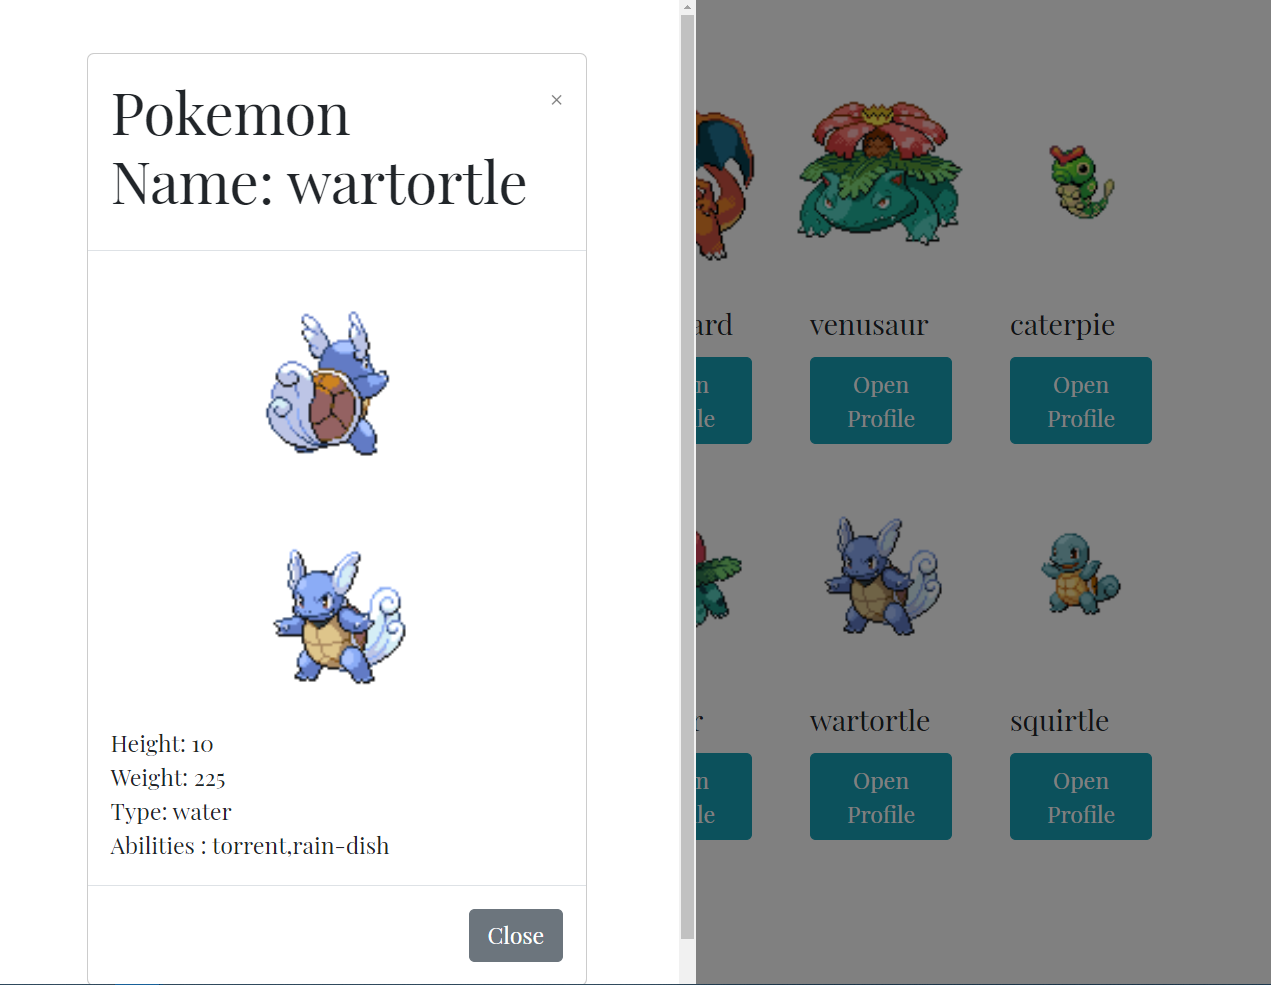 Pokemon
Name: wartortle
×
Height: 10
Weight: 225
Type: water
Abilities : torrent,rain-dish
Close
ard
venusaur
caterpie
n
le
Open
Profile
Open
Profile
r
wartortle
squirtle
n
le
Open
Profile
Open
Profile